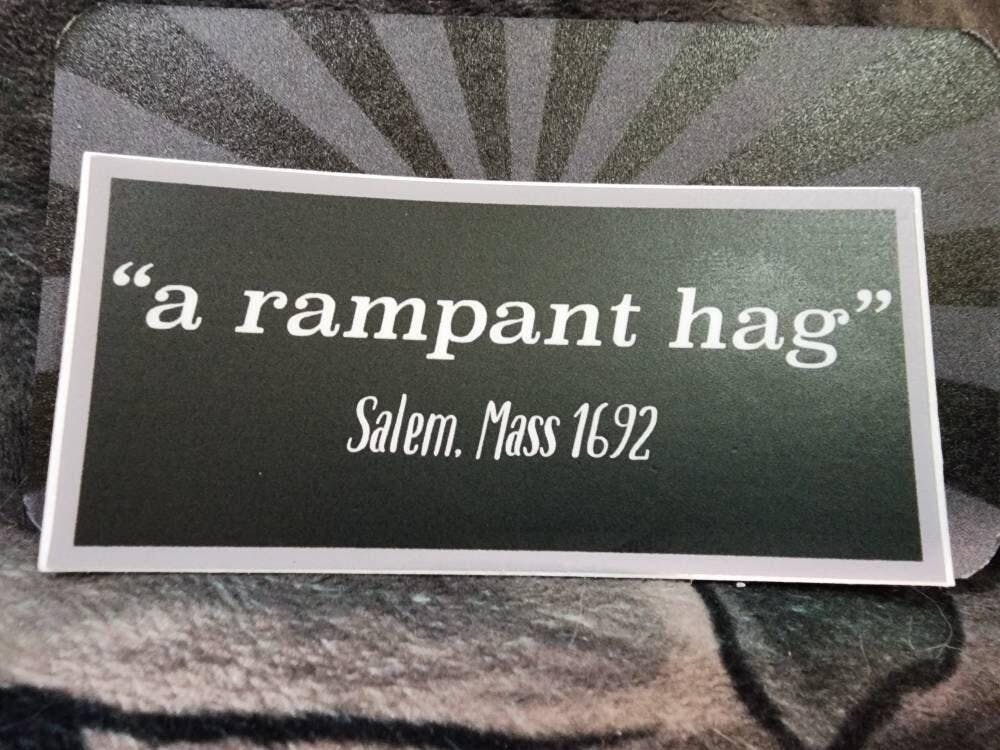 “a rampant hag”
Salem, Mass 1692